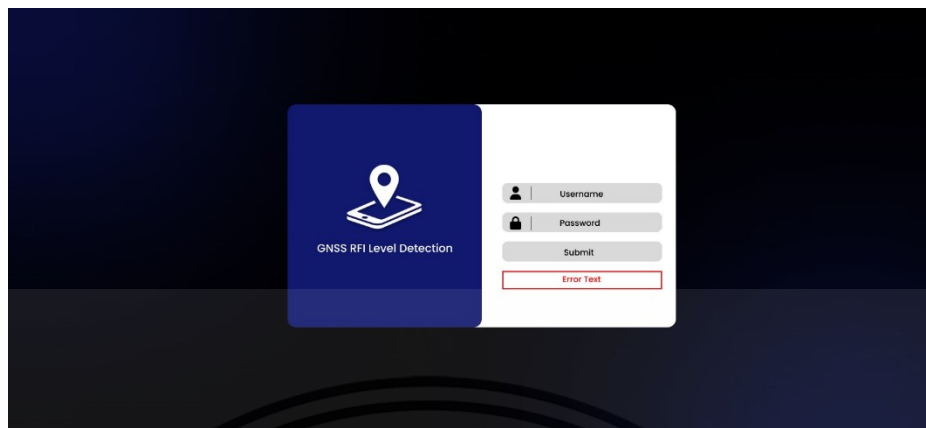 GNSS RFI Level Detection
Username
Password
Submit
Error Text